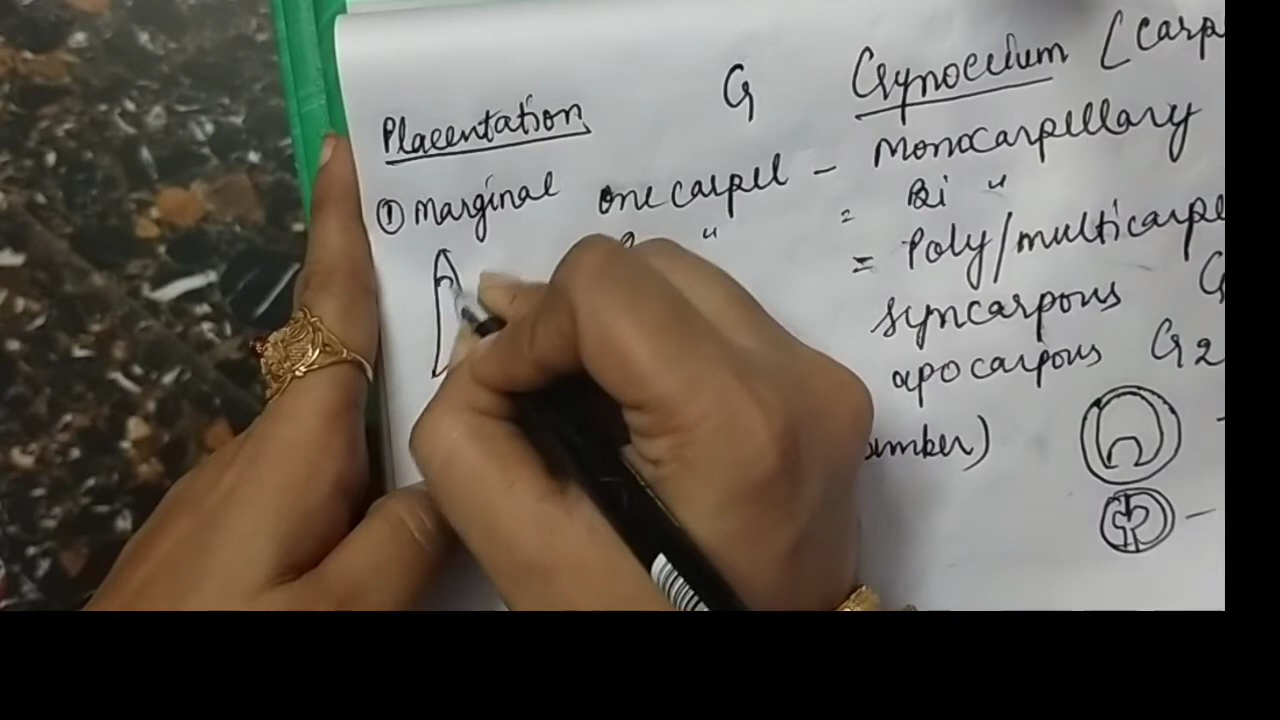 Placentation
① Marginal
G Gynoecium (Carp
one carpel - Monocarpellary
" = Bi "
= Poly/multicarpe
syncarpous G
apocarpous G2
umber)